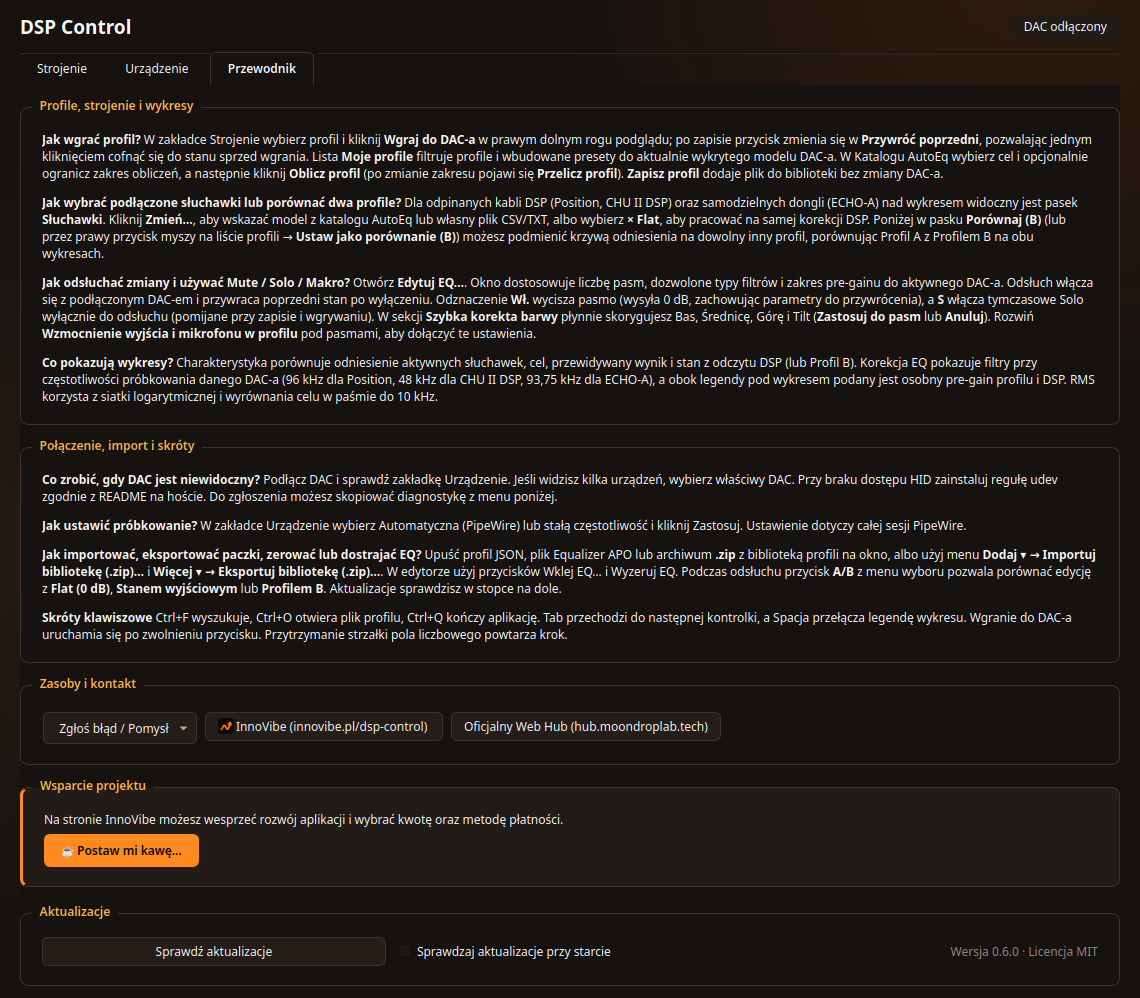 DSP Control
DAC odłączony
Strojenie
Urządzenie
Przewodnik
Profile, strojenie i wykresy
Jak wgrać profil? W zakładce Strojenie wybierz profil i kliknij Wgraj do DAC-a w prawym dolnym rogu podglądu; po zapisie przycisk zmienia się w Przywróć poprzedni, pozwalając jednym
kliknięciem cofnąć się do stanu sprzed wgrania. Lista Moje profile filtruje profile i wbudowane presety do aktualnie wykrytego modelu DAC-a. W Katalogu AutoEq wybierz cel i opcjonalnie
ogranicz zakres obliczeń, a następnie kliknij Oblicz profil (po zmianie zakresu pojawi się Przelicz profil). Zapisz profil dodaje plik do biblioteki bez zmiany DAC-a.
Jak wybrać podłączone słuchawki lub porównać dwa profile? Dla odpinanych kabli DSP (Position, CHU II DSP) oraz samodzielnych dongli (ECHO-A) nad wykresem widoczny jest pasek
Słuchawki. Kliknij Zmień..., aby wskazać model z katalogu AutoEq lub własny plik CSV/TXT, albo wybierz × Flat, aby pracować na samej korekcji DSP. Poniżej w pasku Porównaj (B) (lub
przez prawy przycisk myszy na liście profili → Ustaw jako porównanie (B)) możesz podmienić krzywą odniesienia na dowolny inny profil, porównując Profil A z Profilem B na obu
wykresach.
Jak odsłuchać zmiany i używać Mute / Solo / Makro? Otwórz Edytuj EQ.... Okno dostosowuje liczbę pasm, dozwolone typy filtrów i zakres pre-gainu do aktywnego DAC-a. Odsłuch włącza
się z podłączonym DAC-em i przywraca poprzedni stan po wyłączeniu. Odznaczenie Wł. wycisza pasmo (wysyła 0 dB, zachowując parametry do przywrócenia), a S włącza tymczasowe Solo
wyłącznie do odsłuchu (pomijane przy zapisie i wgrywaniu). W sekcji Szybka korekta barwy płynnie skorygujesz Bas, Średnicę, Górę i Tilt (Zastosuj do pasm lub Anuluj). Rozwiń
Wzmocnienie wyjścia i mikrofonu w profilu pod pasmami, aby dołączyć te ustawienia.
Co pokazują wykresy? Charakterystyka porównuje odniesienie aktywnych słuchawek, cel, przewidywany wynik i stan z odczytu DSP (lub Profil B). Korekcja EQ pokazuje filtry przy
częstotliwości próbkowania danego DAC-a (96 kHz dla Position, 48 kHz dla CHU II DSP, 93,75 kHz dla ECHO-A), a obok legendy pod wykresem podany jest osobny pre-gain profilu i DSP. RMS
korzysta z siatki logarytmicznej i wyrównania celu w paśmie do 10 kHz.
Połączenie, import i skróty
Co zrobić, gdy DAC jest niewidoczny? Podłącz DAC i sprawdź zakładkę Urządzenie. Jeśli widzisz kilka urządzeń, wybierz właściwy DAC. Przy braku dostępu HID zainstaluj regułę udev
zgodnie z README na hoście. Do zgłoszenia możesz skopiować diagnostykę z menu poniżej.
Jak ustawić próbkowanie? W zakładce Urządzenie wybierz Automatyczna (PipeWire) lub stałą częstotliwość i kliknij Zastosuj. Ustawienie dotyczy całej sesji PipeWire.
Jak importować, eksportować paczki, zerować lub dostrajać EQ? Upuść profil JSON, plik Equalizer APO lub archiwum .zip z biblioteką profili na okno, albo użyj menu Dodaj ▾ → Importuj
bibliotekę (.zip)... i Więcej ▾ → Eksportuj bibliotekę (.zip).... W edytorze użyj przycisków Wklej EQ... i Wyzeruj EQ. Podczas odsłuchu przycisk A/B z menu wyboru pozwala porównać edycję
z Flat (0 dB), Stanem wyjściowym lub Profilem B. Aktualizacje sprawdzisz w stopce na dole.
Skróty klawiszowe Ctrl+F wyszukuje, Ctrl+O otwiera plik profilu, Ctrl+Q kończy aplikację. Tab przechodzi do następnej kontrolki, a Spacja przełącza legendę wykresu. Wgranie do DAC-a
uruchamia się po zwolnieniu przycisku. Przytrzymanie strzałki pola liczbowego powtarza krok.
Zasoby i kontakt
Zgłoś błąd / Pomysł
InnoVibe (innovibe.pl/dsp-control)
Oficjalny Web Hub (hub.moondroplab.tech)
Wsparcie projektu
Na stronie InnoVibe możesz wesprzeć rozwój aplikacji i wybrać kwotę oraz metodę płatności.
☕ Postaw mi kawę...
Aktualizacje
Sprawdź aktualizacje
Sprawdzaj aktualizacje przy starcie
Wersja 0.6.0 · Licencja MIT